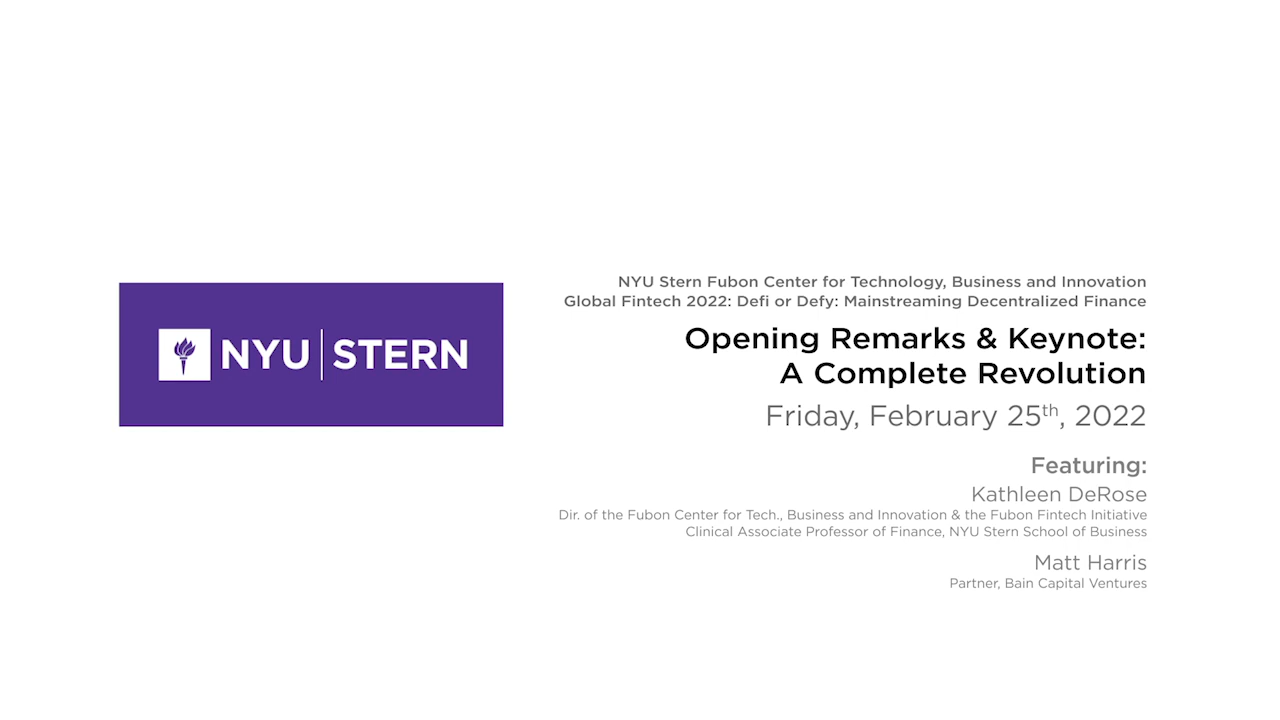 NYU STERN
NYU Stern Fubon Center for Technology, Business and Innovation
Global Fintech 2022: Defi or Defy: Mainstreaming Decentralized Finance
Opening Remarks & Keynote:
A Complete Revolution
Friday, February 25th, 2022
Featuring:
Kathleen DeRose
Dir. of the Fubon Center for Tech., Business and Innovation & the Fubon Fintech Initiative
Clinical Associate Professor of Finance, NYU Stern School of Business
Matt Harris
Partner, Bain Capital Ventures